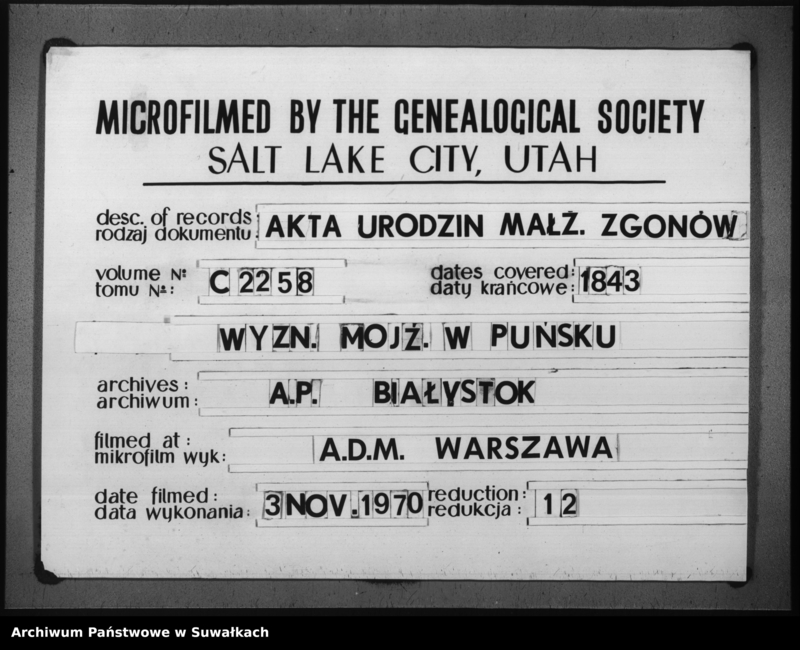 MICROFILMED BY THE GENEALOGICAL SOCIETY
SALT LAKE CITY, UTAH
desc. of records
rodzaj dokumentu: AKTA URODZIN MAŁŻ. ZGONÓW
volume Nº
tomu Nº: C 2258
dates covered:
daty krańcowe: 1843
WYZN. MOJŻ. W PUŃSKU
archives:
archiwum: A.P. BIAŁYSTOK
filmed at:
mikrofilm wyk: A.D.M. WARSZAWA
date filmed:
data wykonania: 3 NOV. 1970
reduction:
redukcja: 12
Archiwum Państwowe w Suwałkach